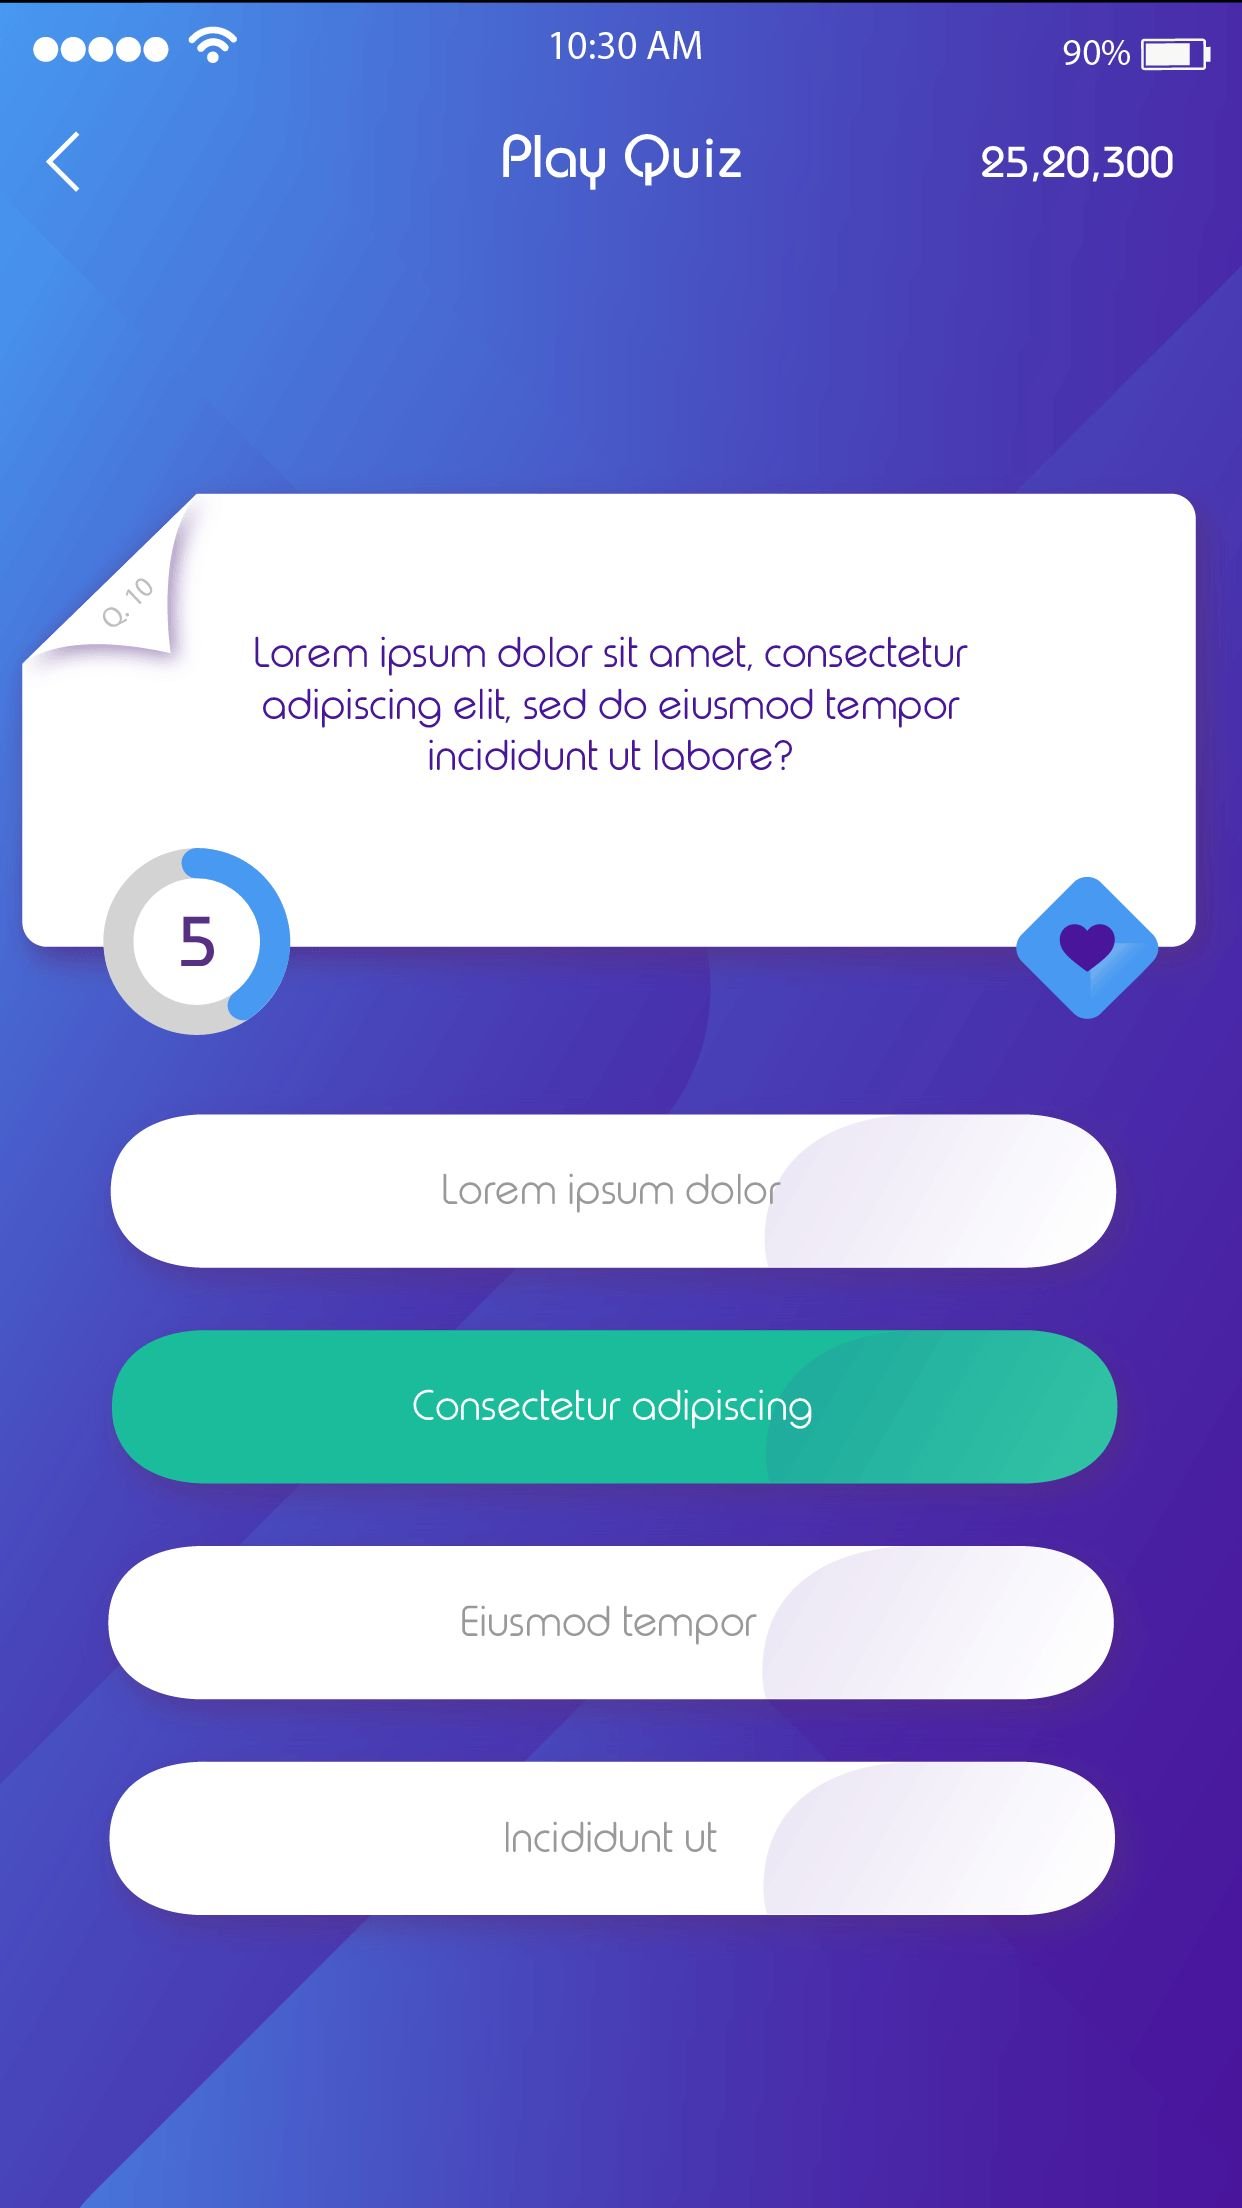 10:30 AM
90%
Play Quiz
25,20,300
Q. 10
Lorem ipsum dolor sit amet, consectetur
adipiscing elit, sed do eiusmod tempor
incididunt ut labore?
5
Lorem ipsum dolor
Consectetur adipiscing
Eiusmod tempor
Incididunt ut